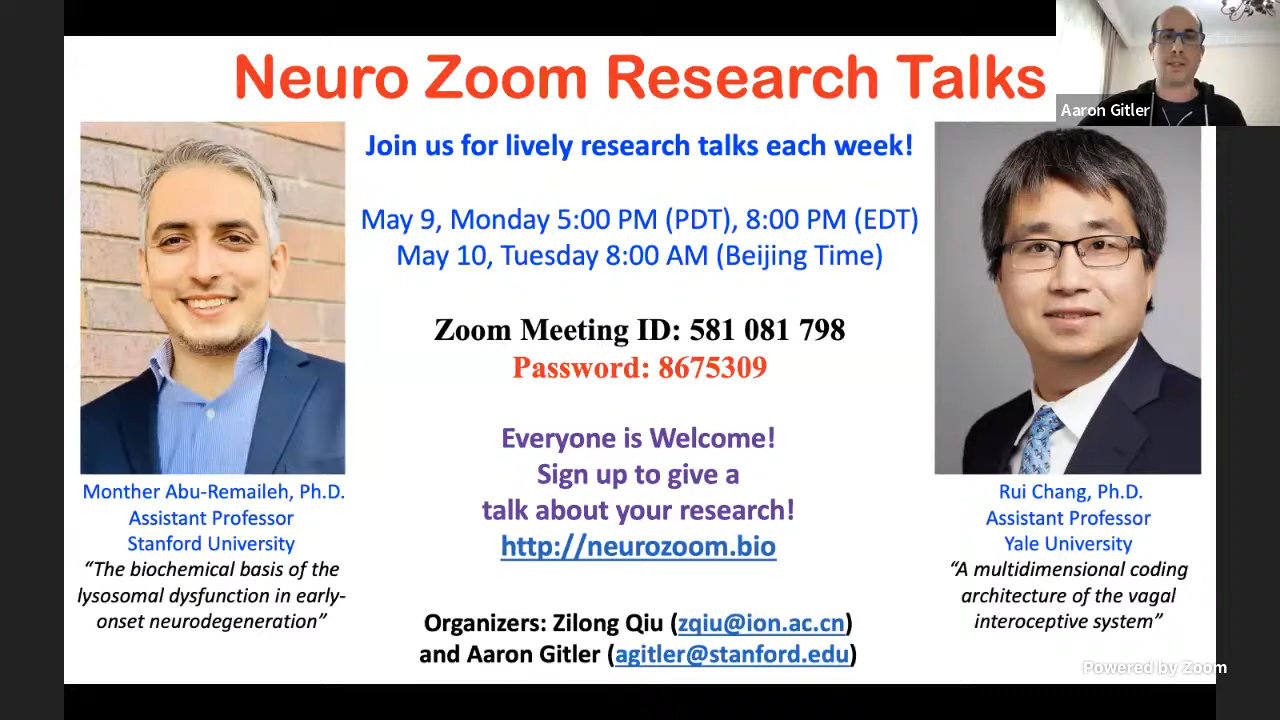 Neuro Zoom Research Talks
Aaron Gitler
Join us for lively research talks each week!
May 9, Monday 5:00 PM (PDT), 8:00 PM (EDT)
May 10, Tuesday 8:00 AM (Beijing Time)
Zoom Meeting ID: 581 081 798
Password: 8675309
Everyone is Welcome!
Sign up to give a
talk about your research!
http://neurozoom.bio
Organizers: Zilong Qiu (zqiu@ion.ac.cn)
and Aaron Gitler (agitler@stanford.edu)
Monther Abu-Remaileh, Ph.D.
Assistant Professor
Stanford University
“The biochemical basis of the
lysosomal dysfunction in early-
onset neurodegeneration”
Rui Chang, Ph.D.
Assistant Professor
Yale University
“A multidimensional coding
architecture of the vagal
interoceptive system”
Powered by Zoom